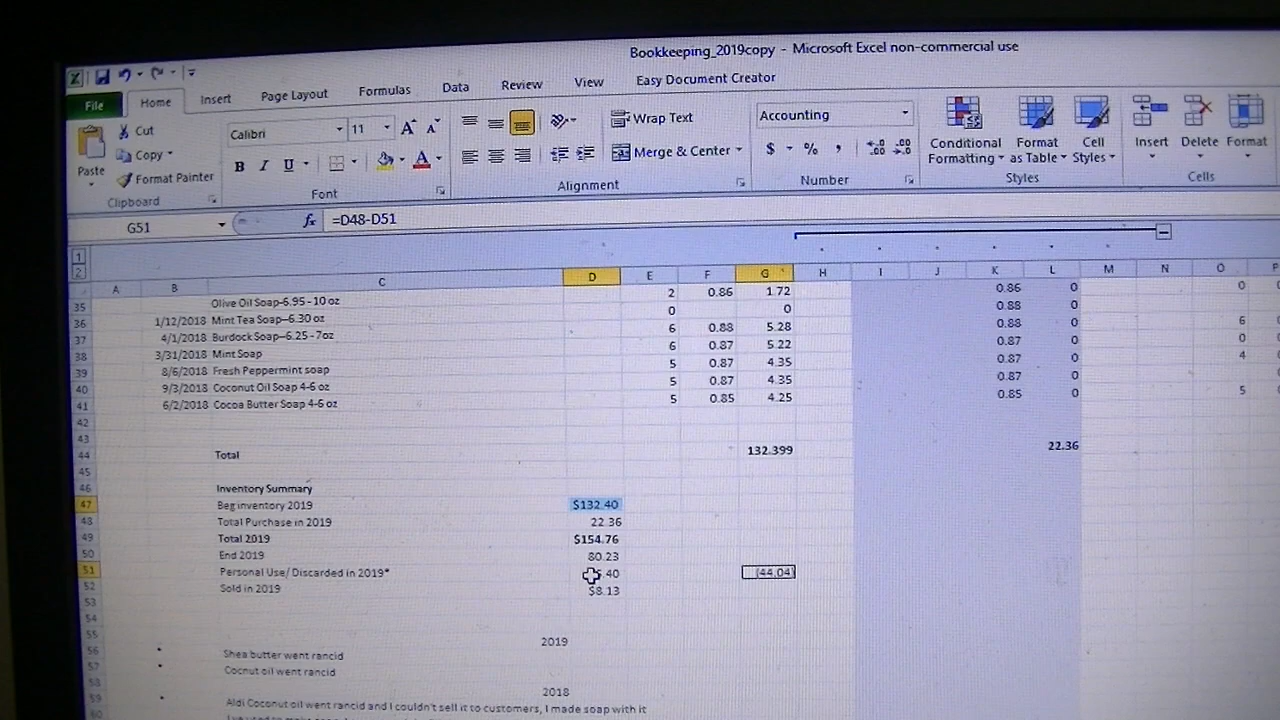 Bookkeeping_2019copy - Microsoft Excel non-commercial use
File Home Insert Page Layout Formulas Data Review View Easy Document Creator
Cut
Copy
Format Painter
Paste
Clipboard
Calibri 11
B I U
Font
Wrap Text
Merge & Center
Alignment
Accounting
$ % ,
Number
Conditional Formatting
Format as Table
Cell Styles
Styles
Insert Delete Format
Cells
G51 fx =D48-D51
1
2
A B C D E F G H I J K L M N O P
35 Olive Oil Soap-6.95 - 10 oz 2 0.86 1.72 0.86 0 0
0 0 0.88 0
36 1/12/2018 Mint Tea Soap--6.30 oz 6 0.88 5.28 0.88 0 6
37 4/1/2018 Burdock Soap--6.25 - 7oz 6 0.87 5.22 0.87 0 0
38 3/31/2018 Mint Soap 5 0.87 4.35 0.87 0 4
39 8/6/2018 Fresh Peppermint soap 5 0.87 4.35 0.87 0
40 9/3/2018 Coconut Oil Soap 4-6 oz 5 0.85 4.25 0.85 0 5
41 6/2/2018 Cocoa Butter Soap 4-6 oz
42
43
44 Total 132.399 22.36
45
46 Inventory Summary
47 Beg inventory 2019 $132.40
48 Total Purchase in 2019 22.36
49 Total 2019 $154.76
50 End 2019 80.23
51 Personal Use/ Discarded in 2019* .40 (44.04)
52 Sold in 2019 $8.13
53
54
55 2019
56 Shea butter went rancid
57 Cocnut oil went rancid
58 2018
59 Aldi Coconut oil went rancid and I couldn't sell it to customers, I made soap with it
60